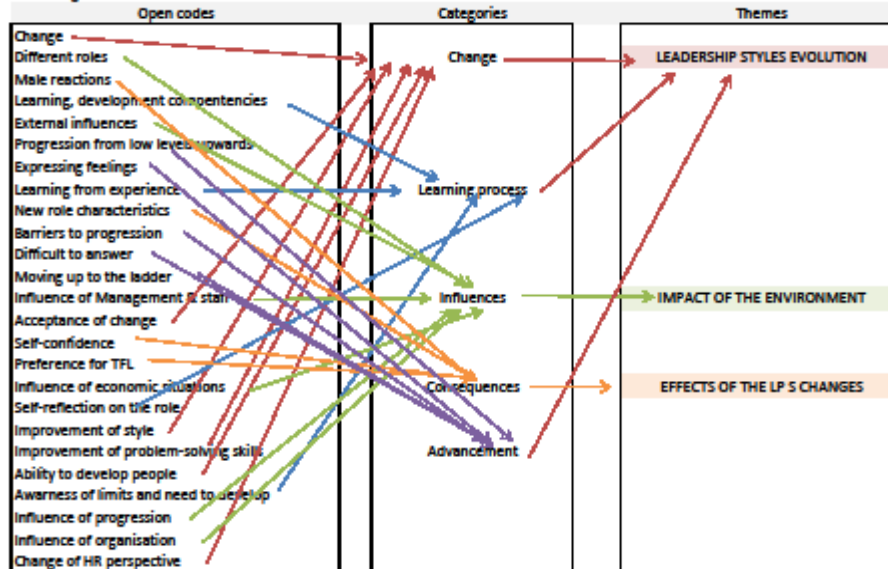 Open codes Categories Themes
Change
Different roles
Male reactions
Learning, development compentencies
External influences
Progression from low levels upwards
Expressing feelings
Learning from experience
New role characteristics
Barriers to progression
Difficult to answer
Moving up to the ladder
Influence of Management & staff
Acceptance of change
Self-confidence
Preference for TFL
Influence of economic situations
Self-reflection on the role
Improvement of style
Improvement of problem-solving skills
Ability to develop people
Awarness of limits and need to develop
Influence of progression
Influence of organisation
Change of HR perspective
Change
Learning process
Influences
Consequences
Advancement
LEADERSHIP STYLES EVOLUTION
IMPACT OF THE ENVIRONMENT
EFFECTS OF THE LP S CHANGES